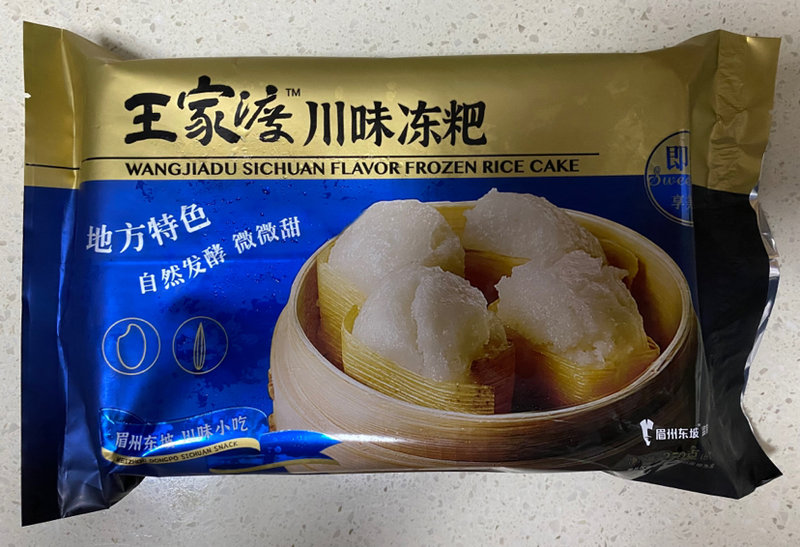 王家渡™川味冻粑
WANGJIADU SICHUAN FLAVOR FROZEN RICE CAKE
即
Swee
享
地方特色
自然发酵 微微甜
眉州东坡 川味小吃
MEIZHOU DONGPO SICHUAN SNACK
眉州东坡